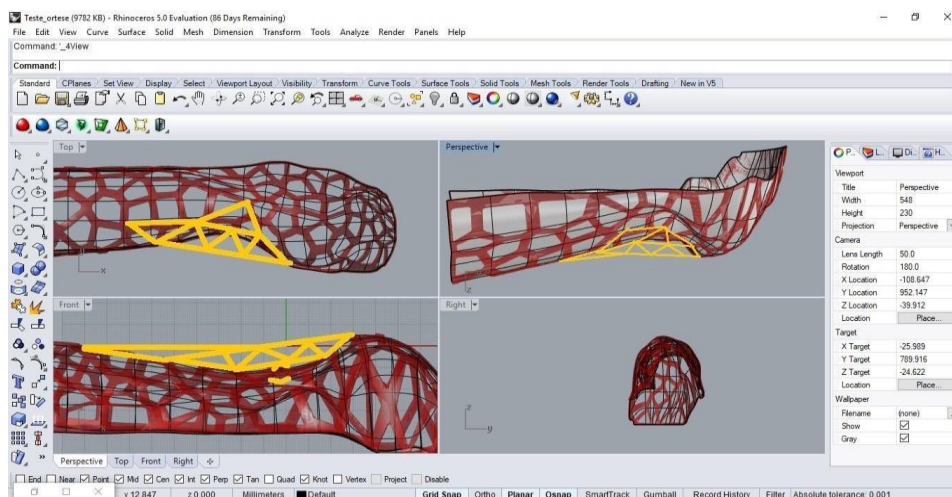 Teste_ortese (9782 KB) - Rhinoceros 5.0 Evaluation (86 Days Remaining)
File Edit View Curve Surface Solid Mesh Dimension Transform Tools Analyze Render Panels Help
Command: '_4View
Command:
Standard CPlanes Set View Display Select Viewport Layout Visibility Transform Curve Tools Surface Tools Solid Tools Mesh Tools Render Tools Drafting New in V5
Top
Perspective
P... L... Di... H...
Viewport
Title Perspective
Width 548
Height 230
Projection Perspective
Camera
Lens Length 50.0
Rotation 180.0
X Location -108.647
Y Location 952.147
Z Location -39.912
Location Place...
Target
X Target -25.989
Y Target 789.916
Z Target -24.622
Location Place...
Wallpaper
Filename (none)
Show
Gray
x
z
Front
Right
z
y
Perspective Top Front Right
End Near Point Mid Cen Int Perp Tan Quad Knot Vertex Project Disable
y 12.847 z 0.000 Millimeters Default Grid Snap Ortho Planar Osnap SmartTrack Gumball Record History Filter Absolute tolerance: 0.001